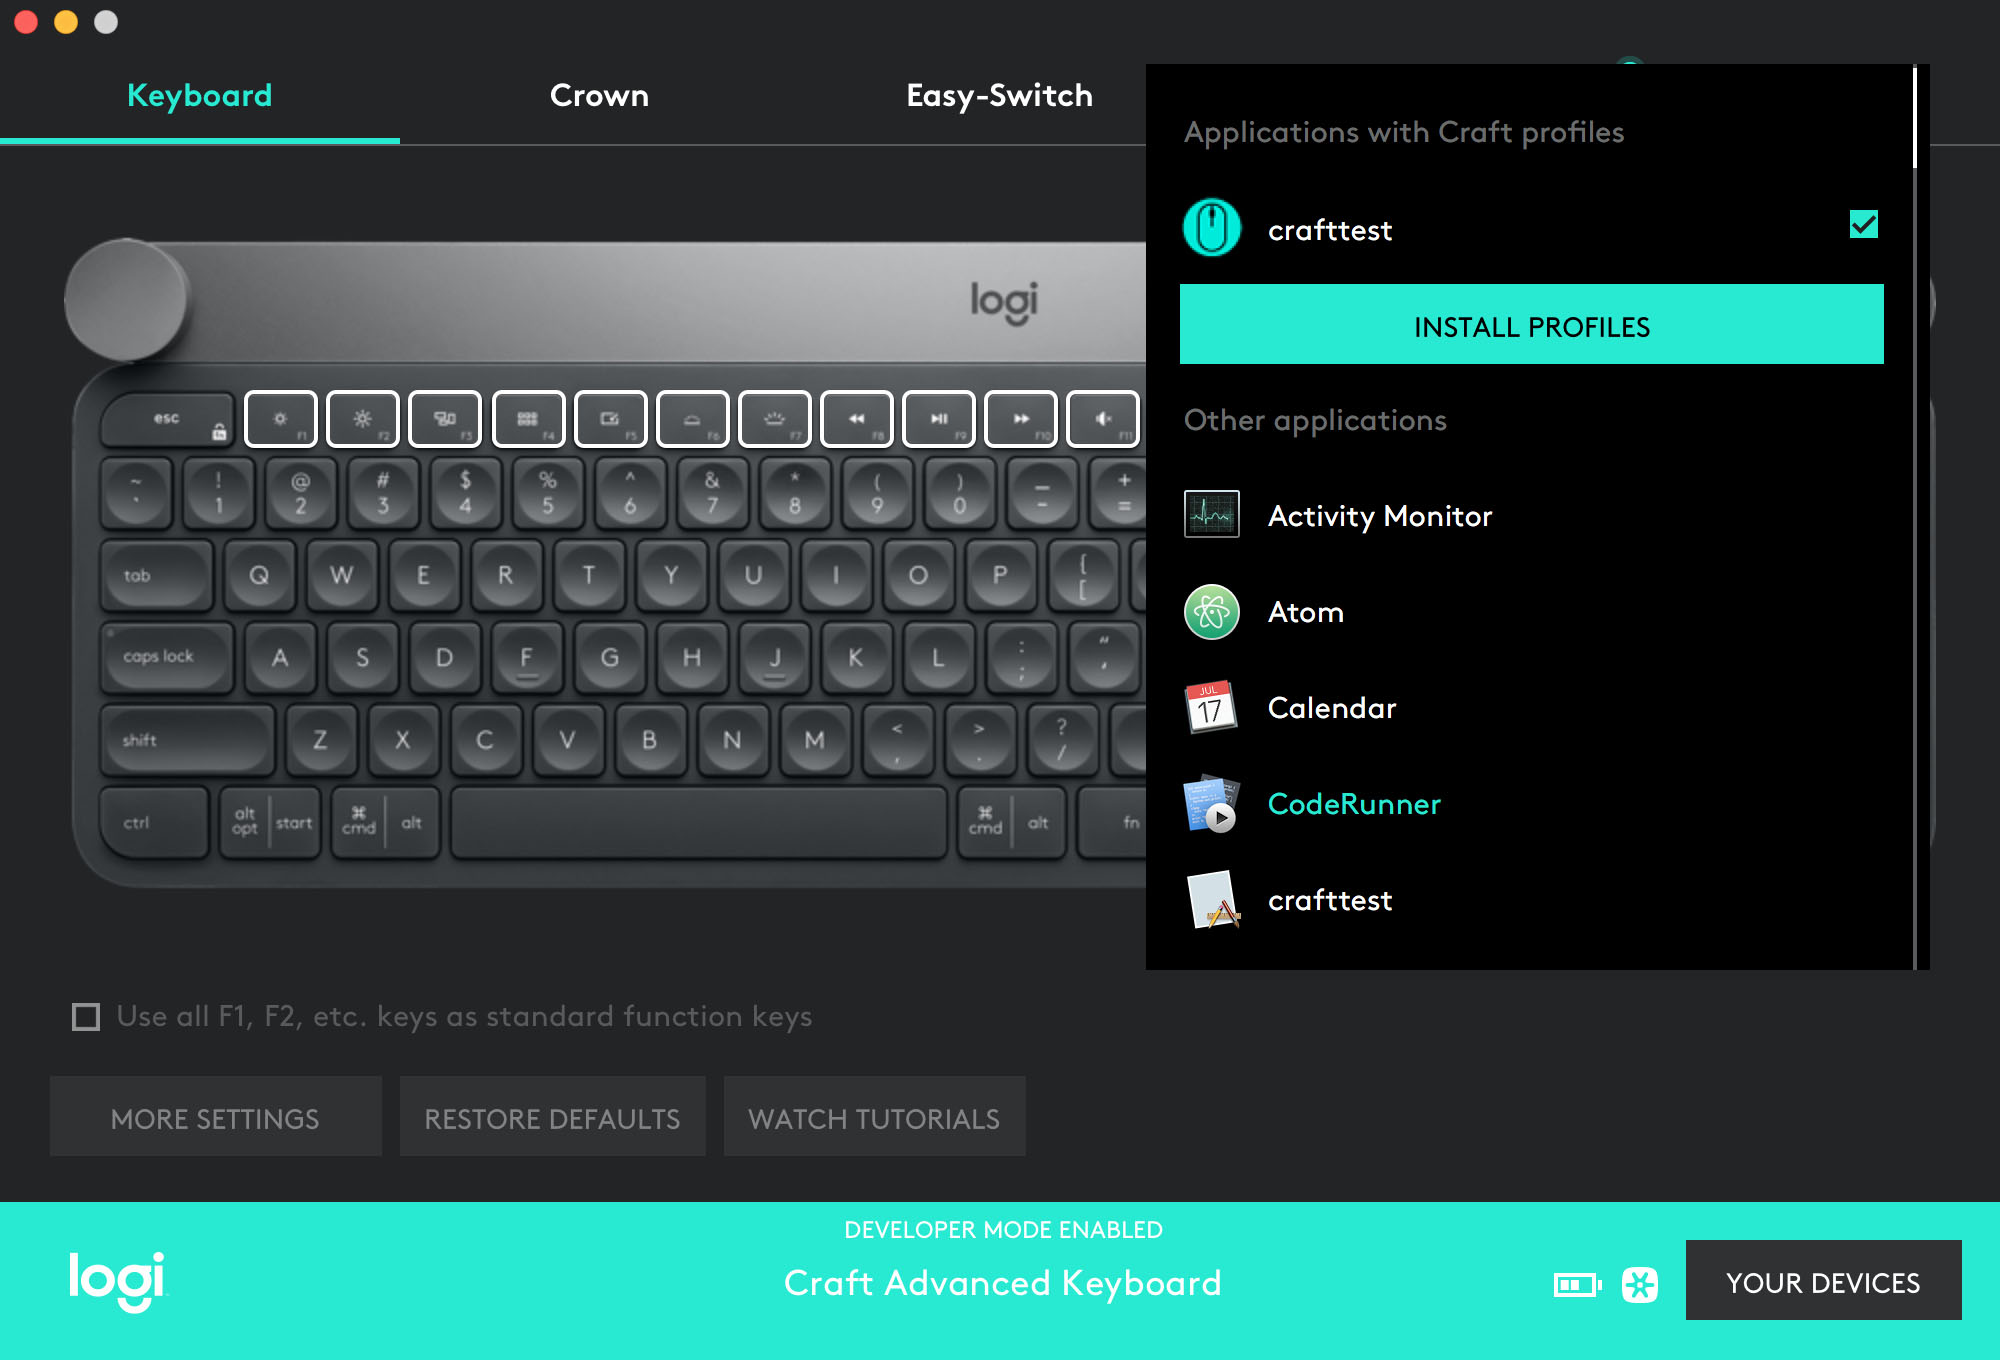 Keyboard
Crown
Easy-Switch
Applications with Craft profiles
crafttest
INSTALL PROFILES
Other applications
Activity Monitor
Atom
JUL
17
Calendar
CodeRunner
crafttest
logi
esc
F1 F2 F3 F4 F5 F6 F7 F8 F9 F10 F11
~ ! @ # $ % ^ & * ( ) _ +
` 1 2 3 4 5 6 7 8 9 0 - =
tab Q W E R T Y U I O P { [
caps lock A S D F G H J K L : ; " '
shift Z X C V B N M < , > . ? /
ctrl alt opt start ⌘ cmd alt ⌘ cmd alt fn
Use all F1, F2, etc. keys as standard function keys
MORE SETTINGS
RESTORE DEFAULTS
WATCH TUTORIALS
DEVELOPER MODE ENABLED
logi
Craft Advanced Keyboard
YOUR DEVICES